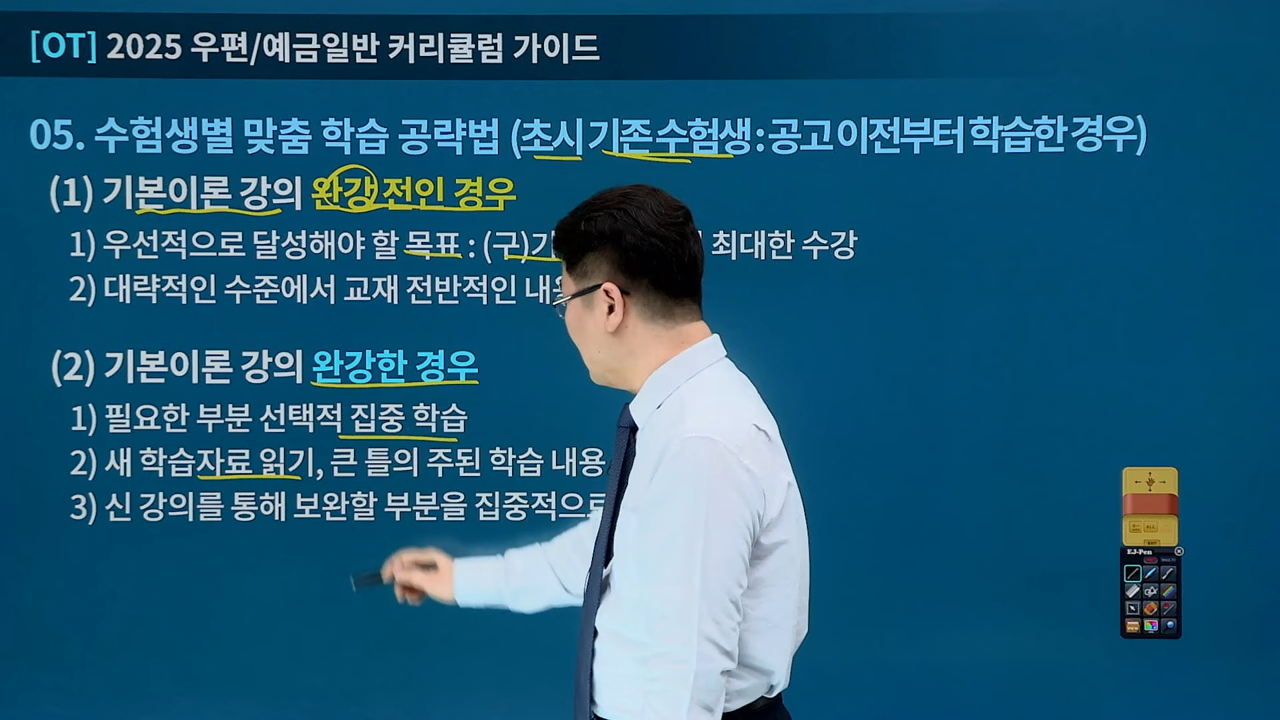 [OT] 2025 우편/예금일반 커리큘럼 가이드
05. 수험생별 맞춤 학습 공략법 (초시 기존수험생 : 공고 이전부터 학습한 경우)
(1) 기본이론 강의 완강 전인 경우
1) 우선적으로 달성해야 할 목표 : (구)기 최대한 수강
2) 대략적인 수준에서 교재 전반적인 내용
(2) 기본이론 강의 완강한 경우
1) 필요한 부분 선택적 집중 학습
2) 새 학습자료 읽기, 큰 틀의 주된 학습 내용
3) 신 강의를 통해 보완할 부분을 집중적으로
EJ-Pen